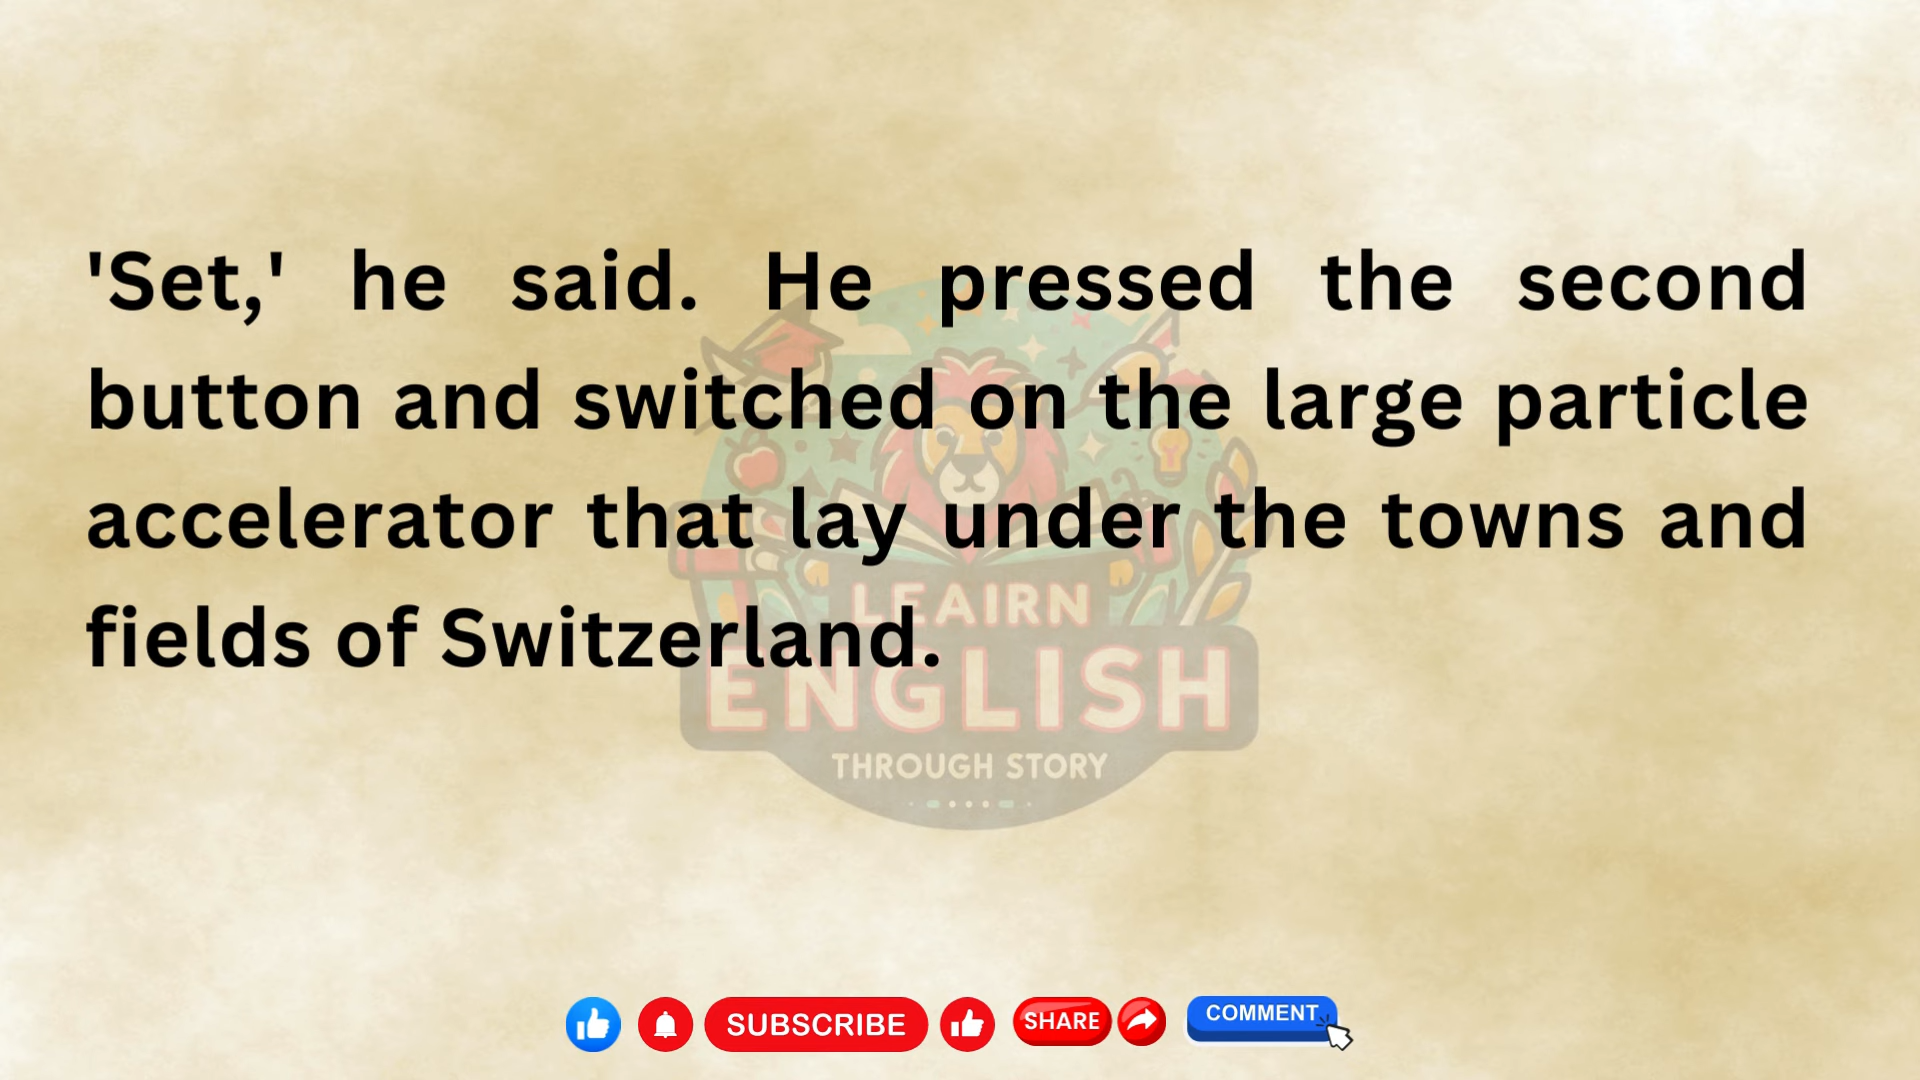 'Set,' he said. He pressed the second
button and switched on the large particle
accelerator that lay under the towns and
fields of Switzerland.
LEAIRN
ENGLISH
THROUGH STORY
SUBSCRIBE
SHARE
COMMENT